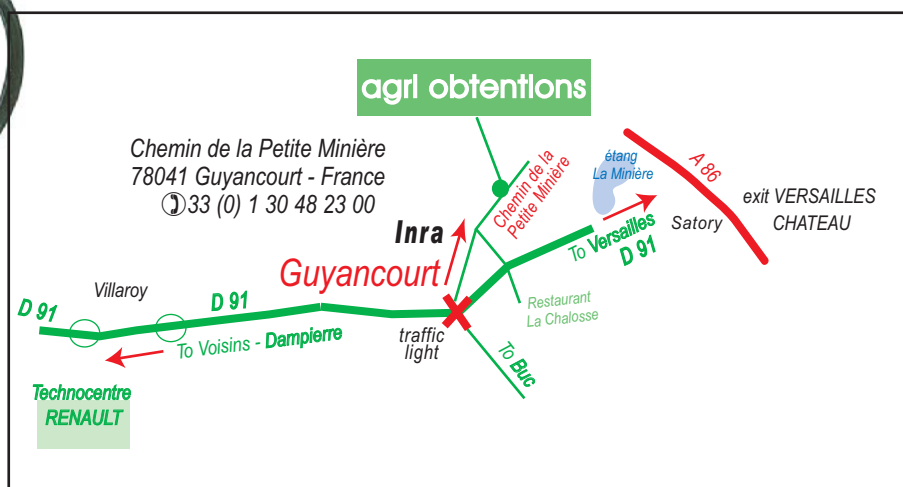 agri obtentions
Chemin de la Petite Minière
78041 Guyancourt - France
✆33 (0) 1 30 48 23 00
étang
La Minière
A 86
exit VERSAILLES
CHATEAU
Satory
Chemin de la
Petite Minière
Inra
Guyancourt
To Versailles
D 91
Restaurant
La Chalosse
Villaroy
D 91
D 91
To Voisins - Dampierre
traffic
light
To Buc
Technocentre
RENAULT